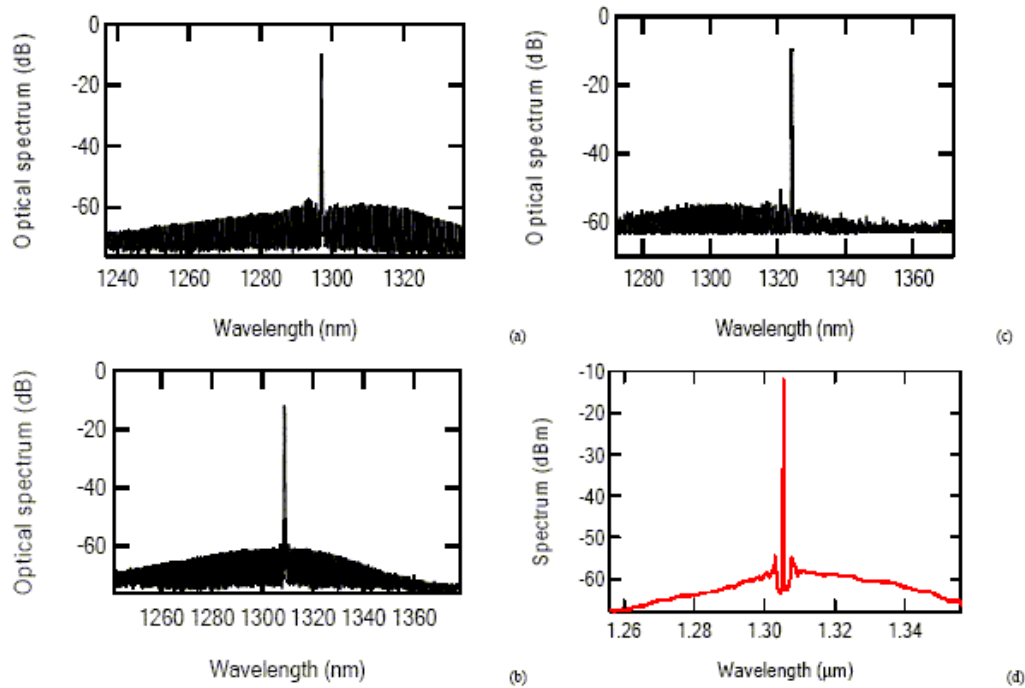 Optical spectrum (dB)
0
-20
-40
-60
1240 1260 1280 1300 1320
Wavelength (nm)
(a)
Optical spectrum (dB)
0
-20
-40
-60
1280 1300 1320 1340 1360
Wavelength (nm)
(c)
Optical spectrum (dB)
0
-20
-40
-60
1260 1280 1300 1310 1320 1340 1360
Wavelength (nm)
(b)
Spectrum (dBm)
-10
-20
-30
-40
-50
-60
1.26 1.28 1.30 1.32 1.34
Wavelength (µm)
(d)